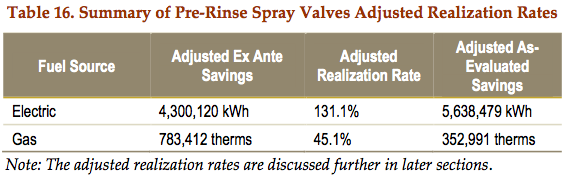 Table 16. Summary of Pre-Rinse Spray Valves Adjusted Realization Rates
Fuel Source
Adjusted Ex Ante
Savings
Adjusted
Realization Rate
Adjusted As-
Evaluated
Savings
Electric 4,300,120 kWh 131.1% 5,638,479 kWh
Gas 783,412 therms 45.1% 352,991 therms
Note: The adjusted realization rates are discussed further in later sections.